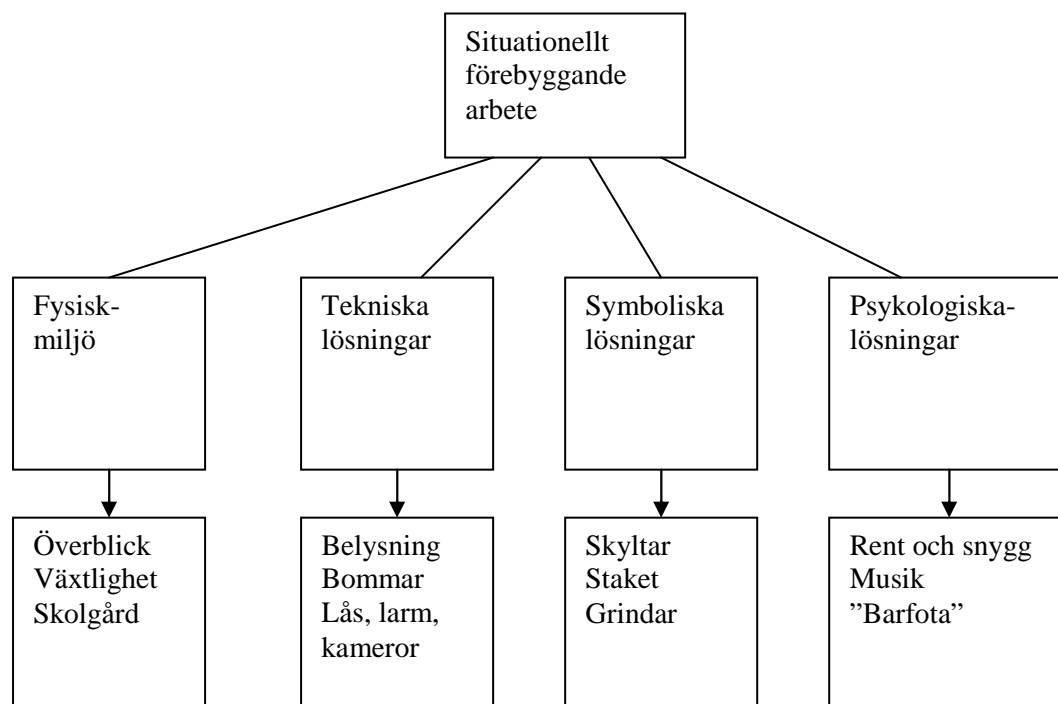 Situationellt
förebyggande
arbete
Fysisk-
miljö
Tekniska
lösningar
Symboliska
lösningar
Psykologiska-
lösningar
Överblick
Växtlighet
Skolgård
Belysning
Bommar
Lås, larm,
kameror
Skyltar
Staket
Grindar
Rent och snygg
Musik
”Barfota”